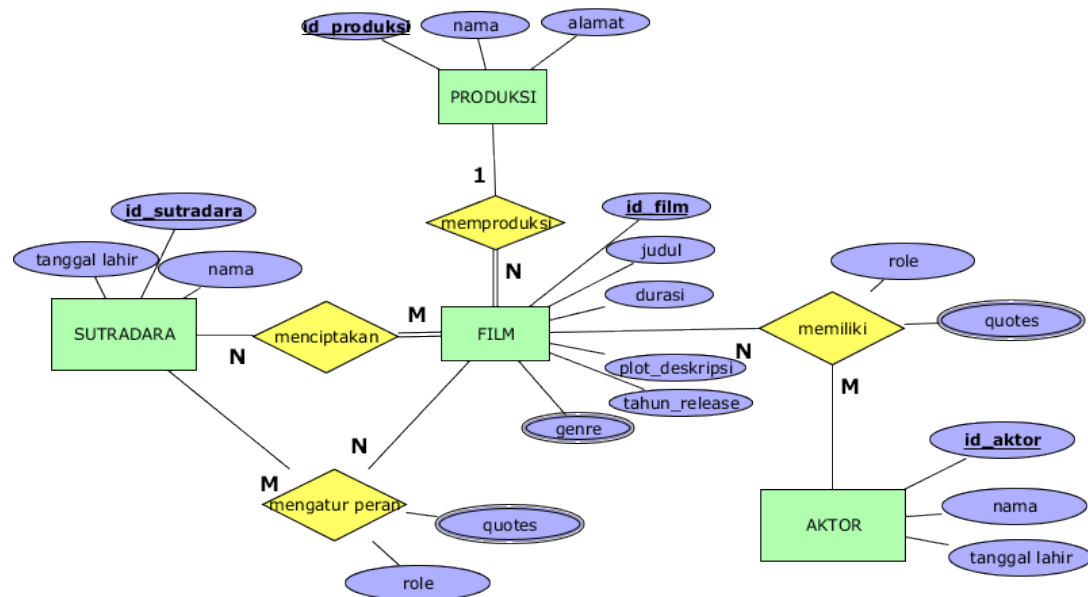 id_produksi
nama
alamat
PRODUKSI
1
memproduksi
N
id_sutradara
tanggal lahir
nama
SUTRADARA
N
menciptakan
M
FILM
id_film
judul
durasi
plot_deskripsi
tahun_release
genre
N
memiliki
role
quotes
M
id_aktor
nama
tanggal lahir
AKTOR
N
M
mengatur peran
quotes
role